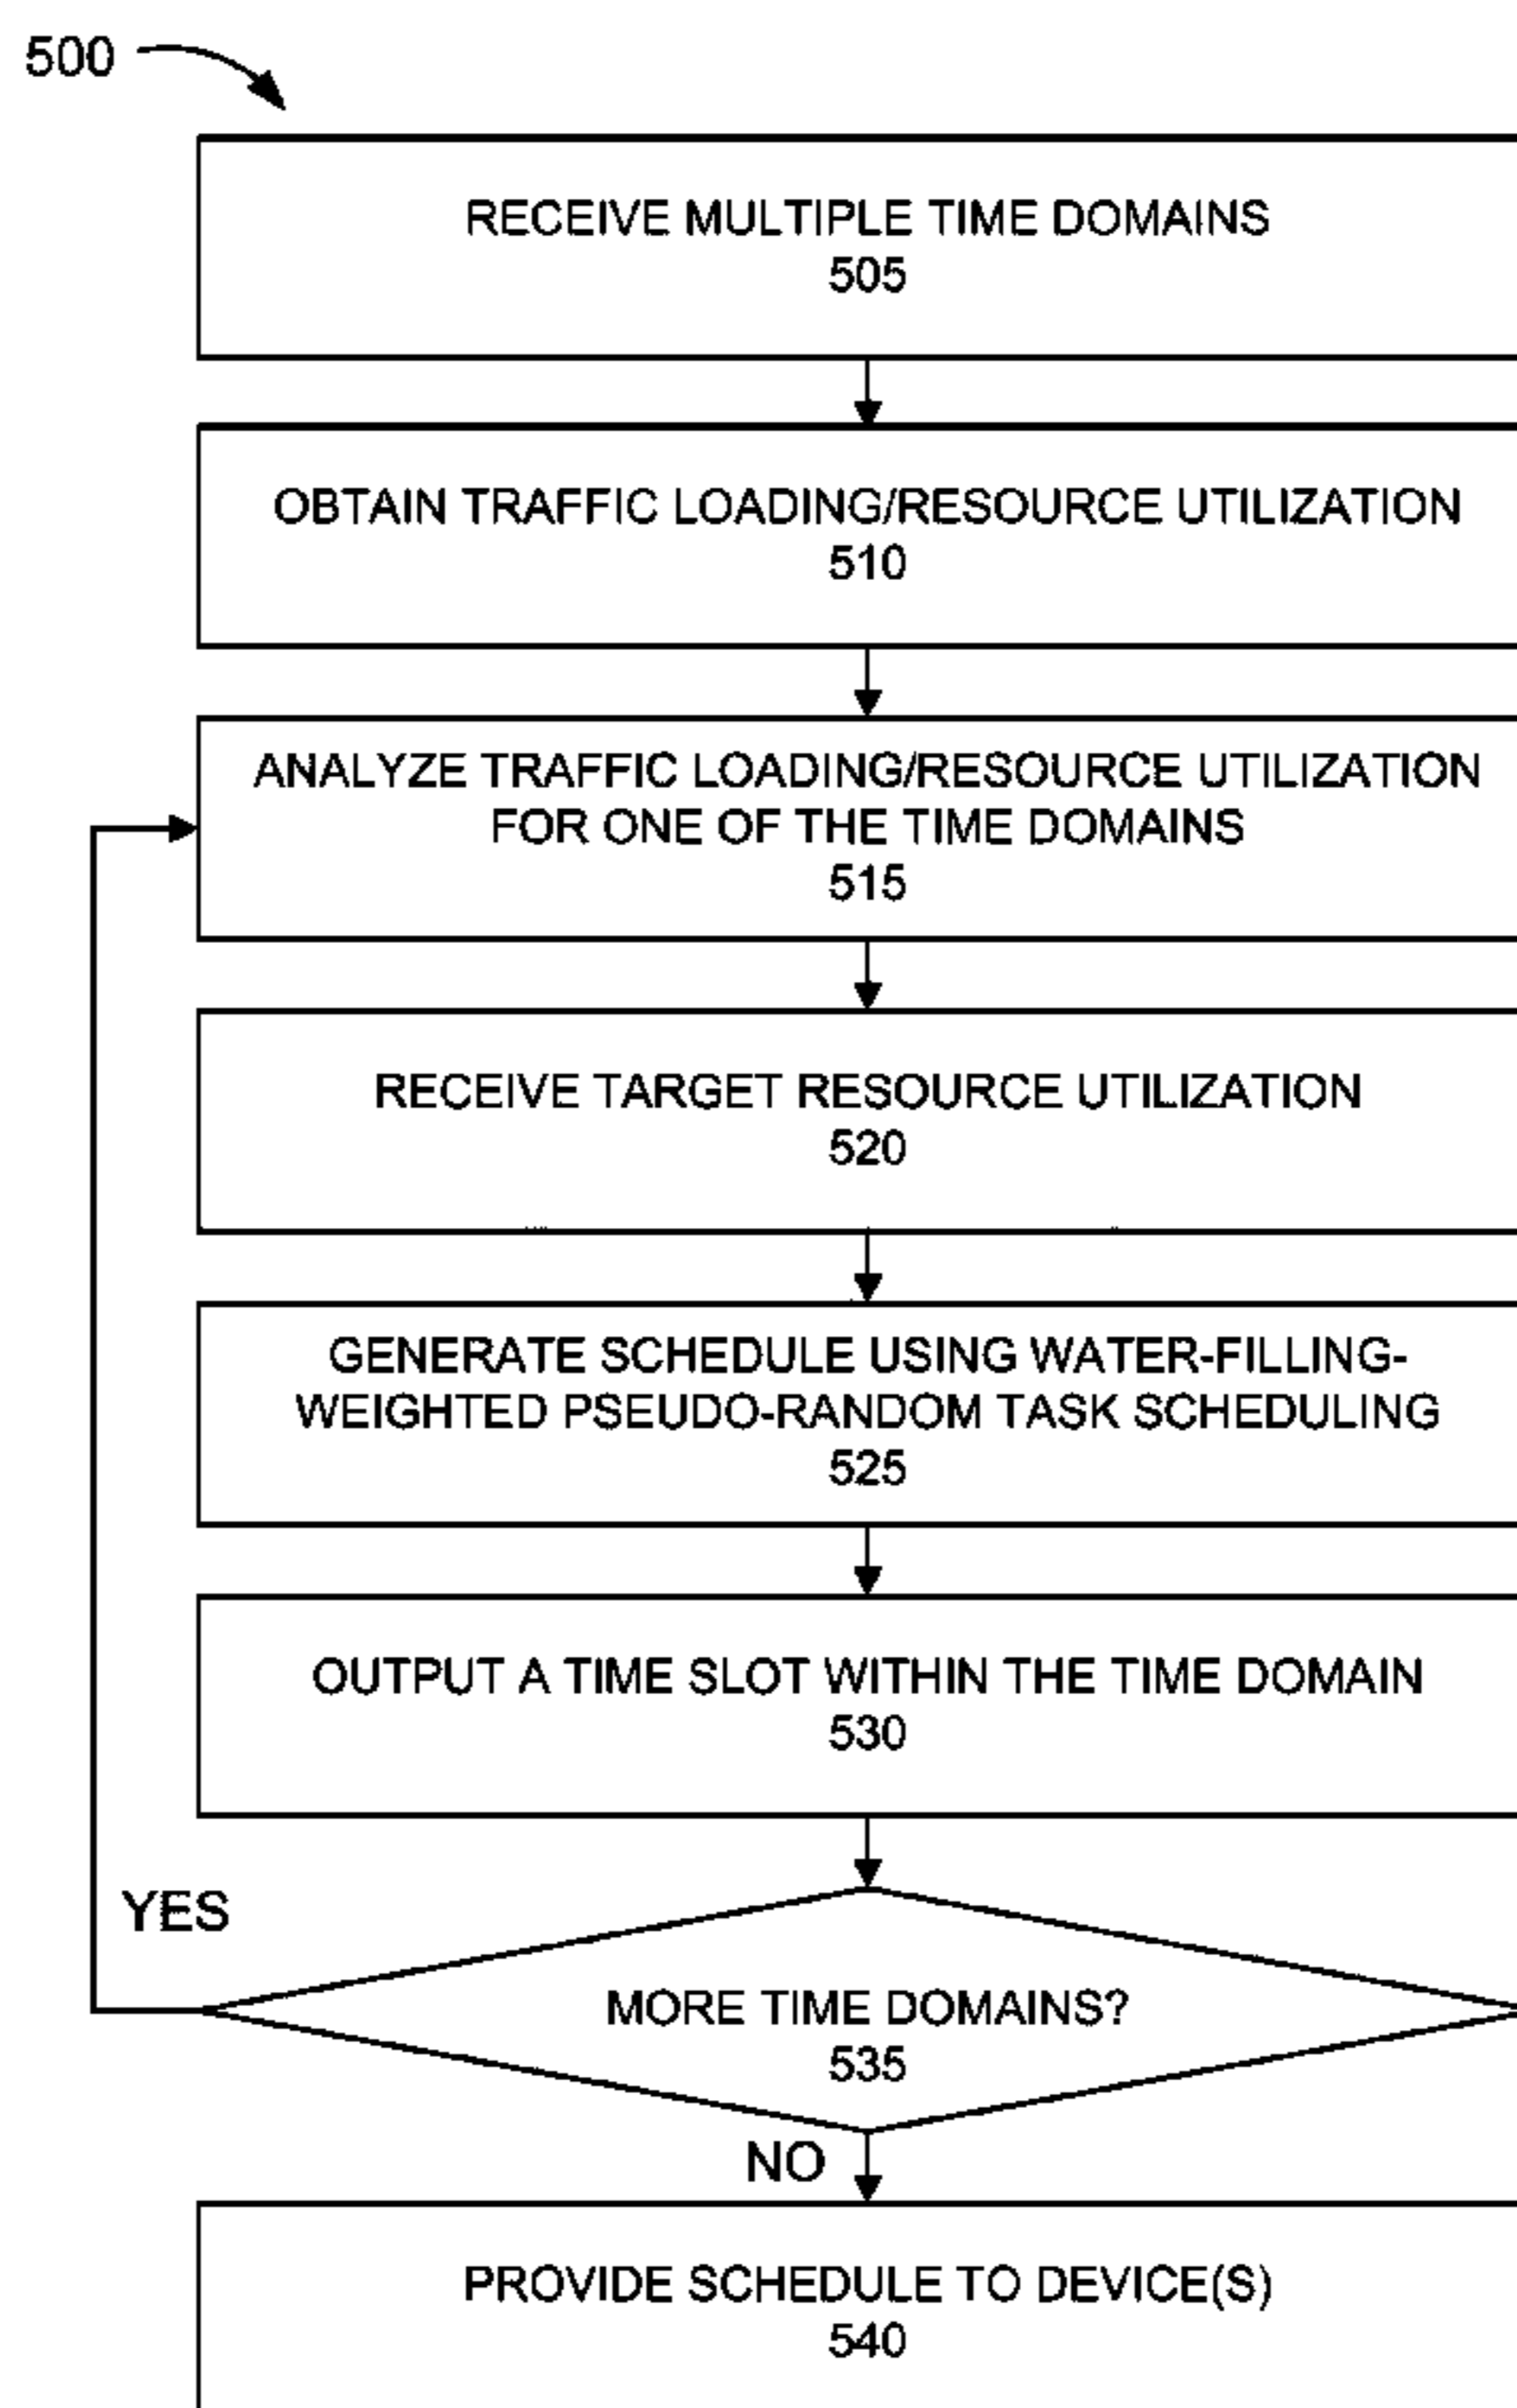 500
RECEIVE MULTIPLE TIME DOMAINS
505
OBTAIN TRAFFIC LOADING/RESOURCE UTILIZATION
510
ANALYZE TRAFFIC LOADING/RESOURCE UTILIZATION
FOR ONE OF THE TIME DOMAINS
515
RECEIVE TARGET RESOURCE UTILIZATION
520
GENERATE SCHEDULE USING WATER-FILLING-
WEIGHTED PSEUDO-RANDOM TASK SCHEDULING
525
OUTPUT A TIME SLOT WITHIN THE TIME DOMAIN
530
YES
MORE TIME DOMAINS?
535
NO
PROVIDE SCHEDULE TO DEVICE(S)
540